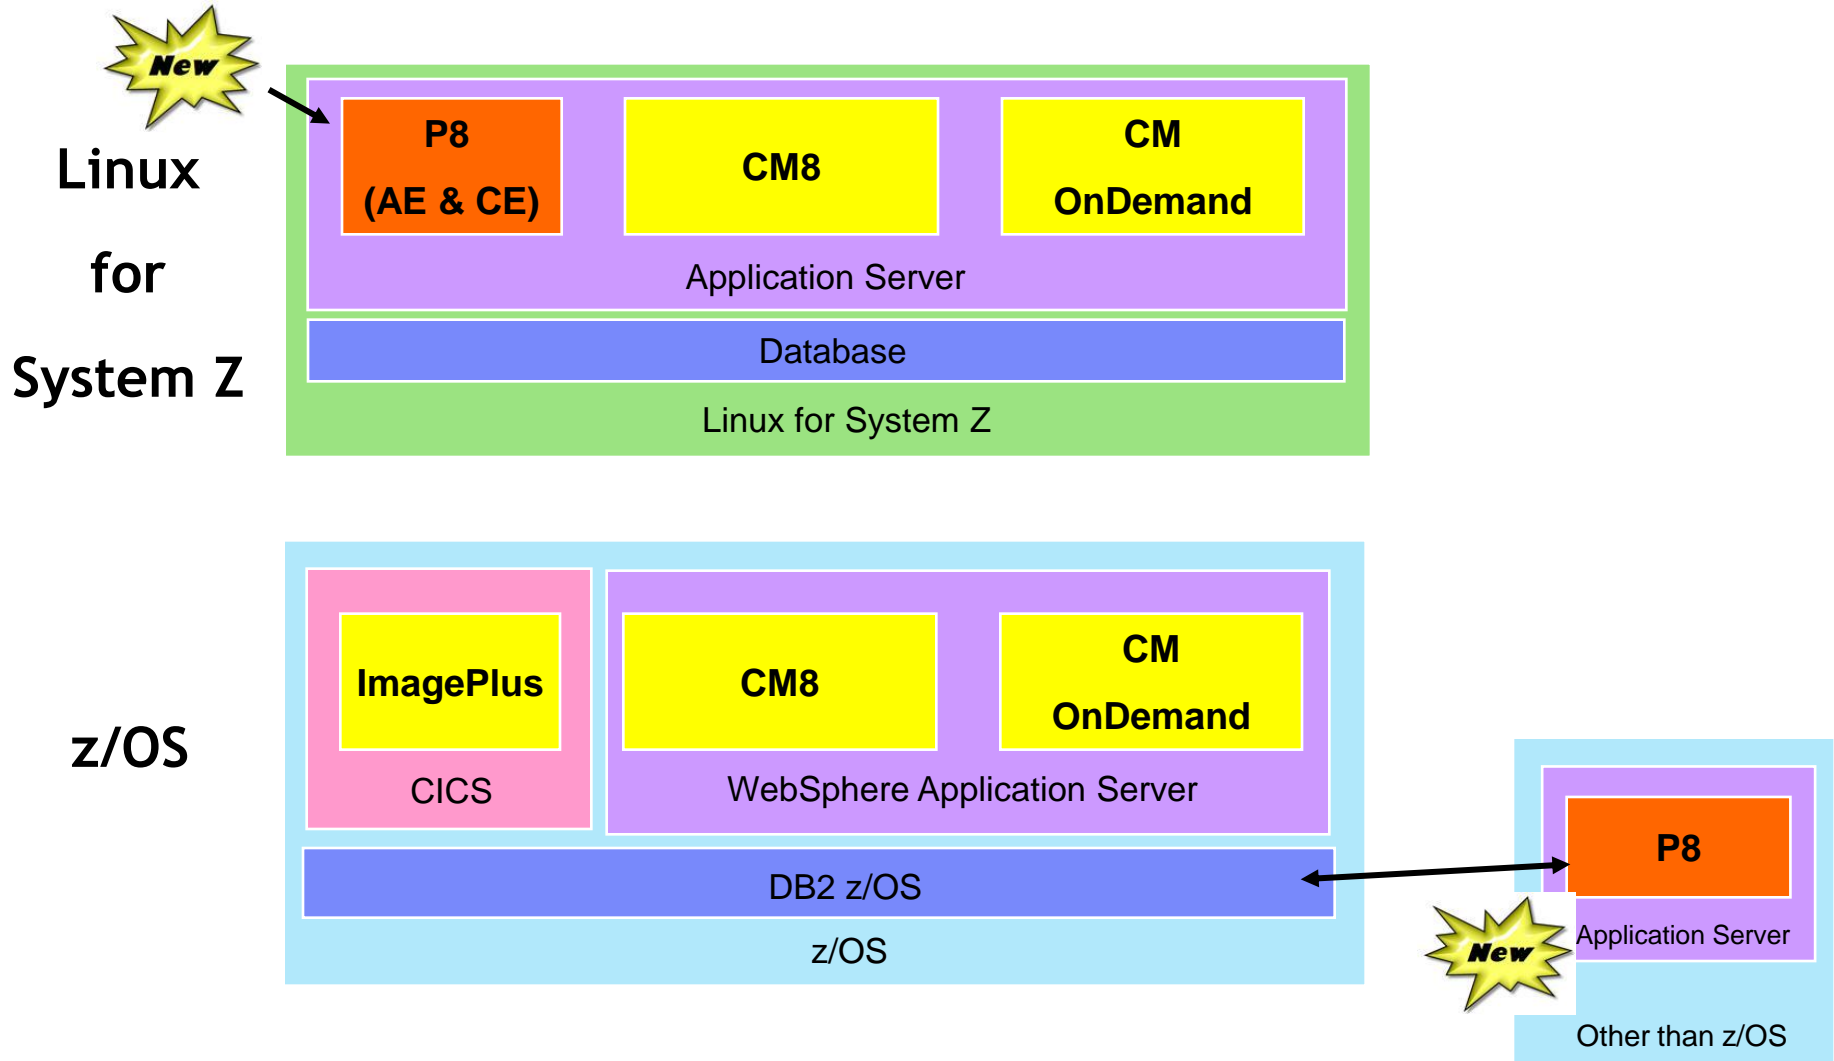 New
Linux
for
System Z
P8
(AE & CE)
CM8
CM
OnDemand
Application Server
Database
Linux for System Z
z/OS
ImagePlus
CICS
CM8
CM
OnDemand
WebSphere Application Server
DB2 z/OS
z/OS
P8
New
Application Server
Other than z/OS